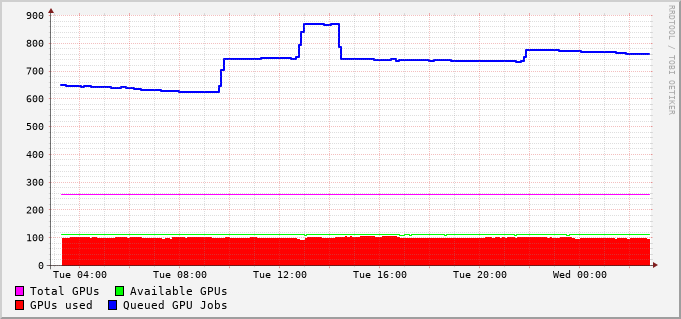 900
800
700
600
500
400
300
200
100
0
Tue 04:00 Tue 08:00 Tue 12:00 Tue 16:00 Tue 20:00 Wed 00:00
Total GPUs Available GPUs
GPUs used Queued GPU Jobs
RRDTOOL / TOBI OETIKER